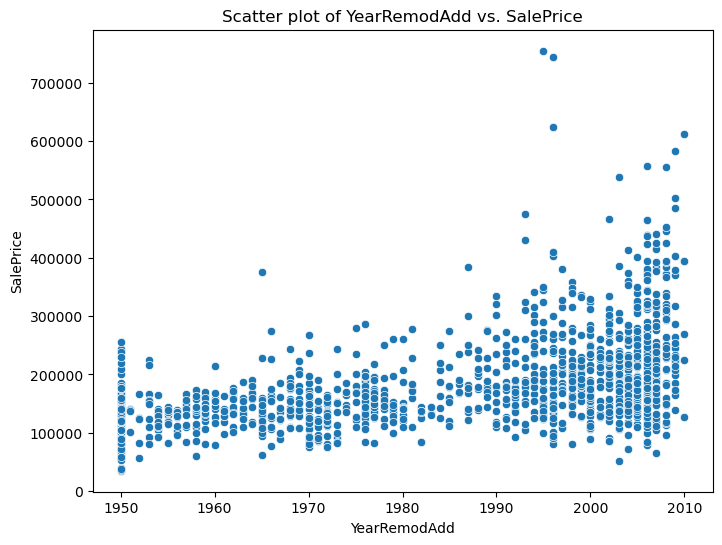 Scatter plot of YearRemodAdd vs. SalePrice
700000
600000
500000
400000
300000
200000
100000
0
SalePrice
1950 1960 1970 1980 1990 2000 2010
YearRemodAdd